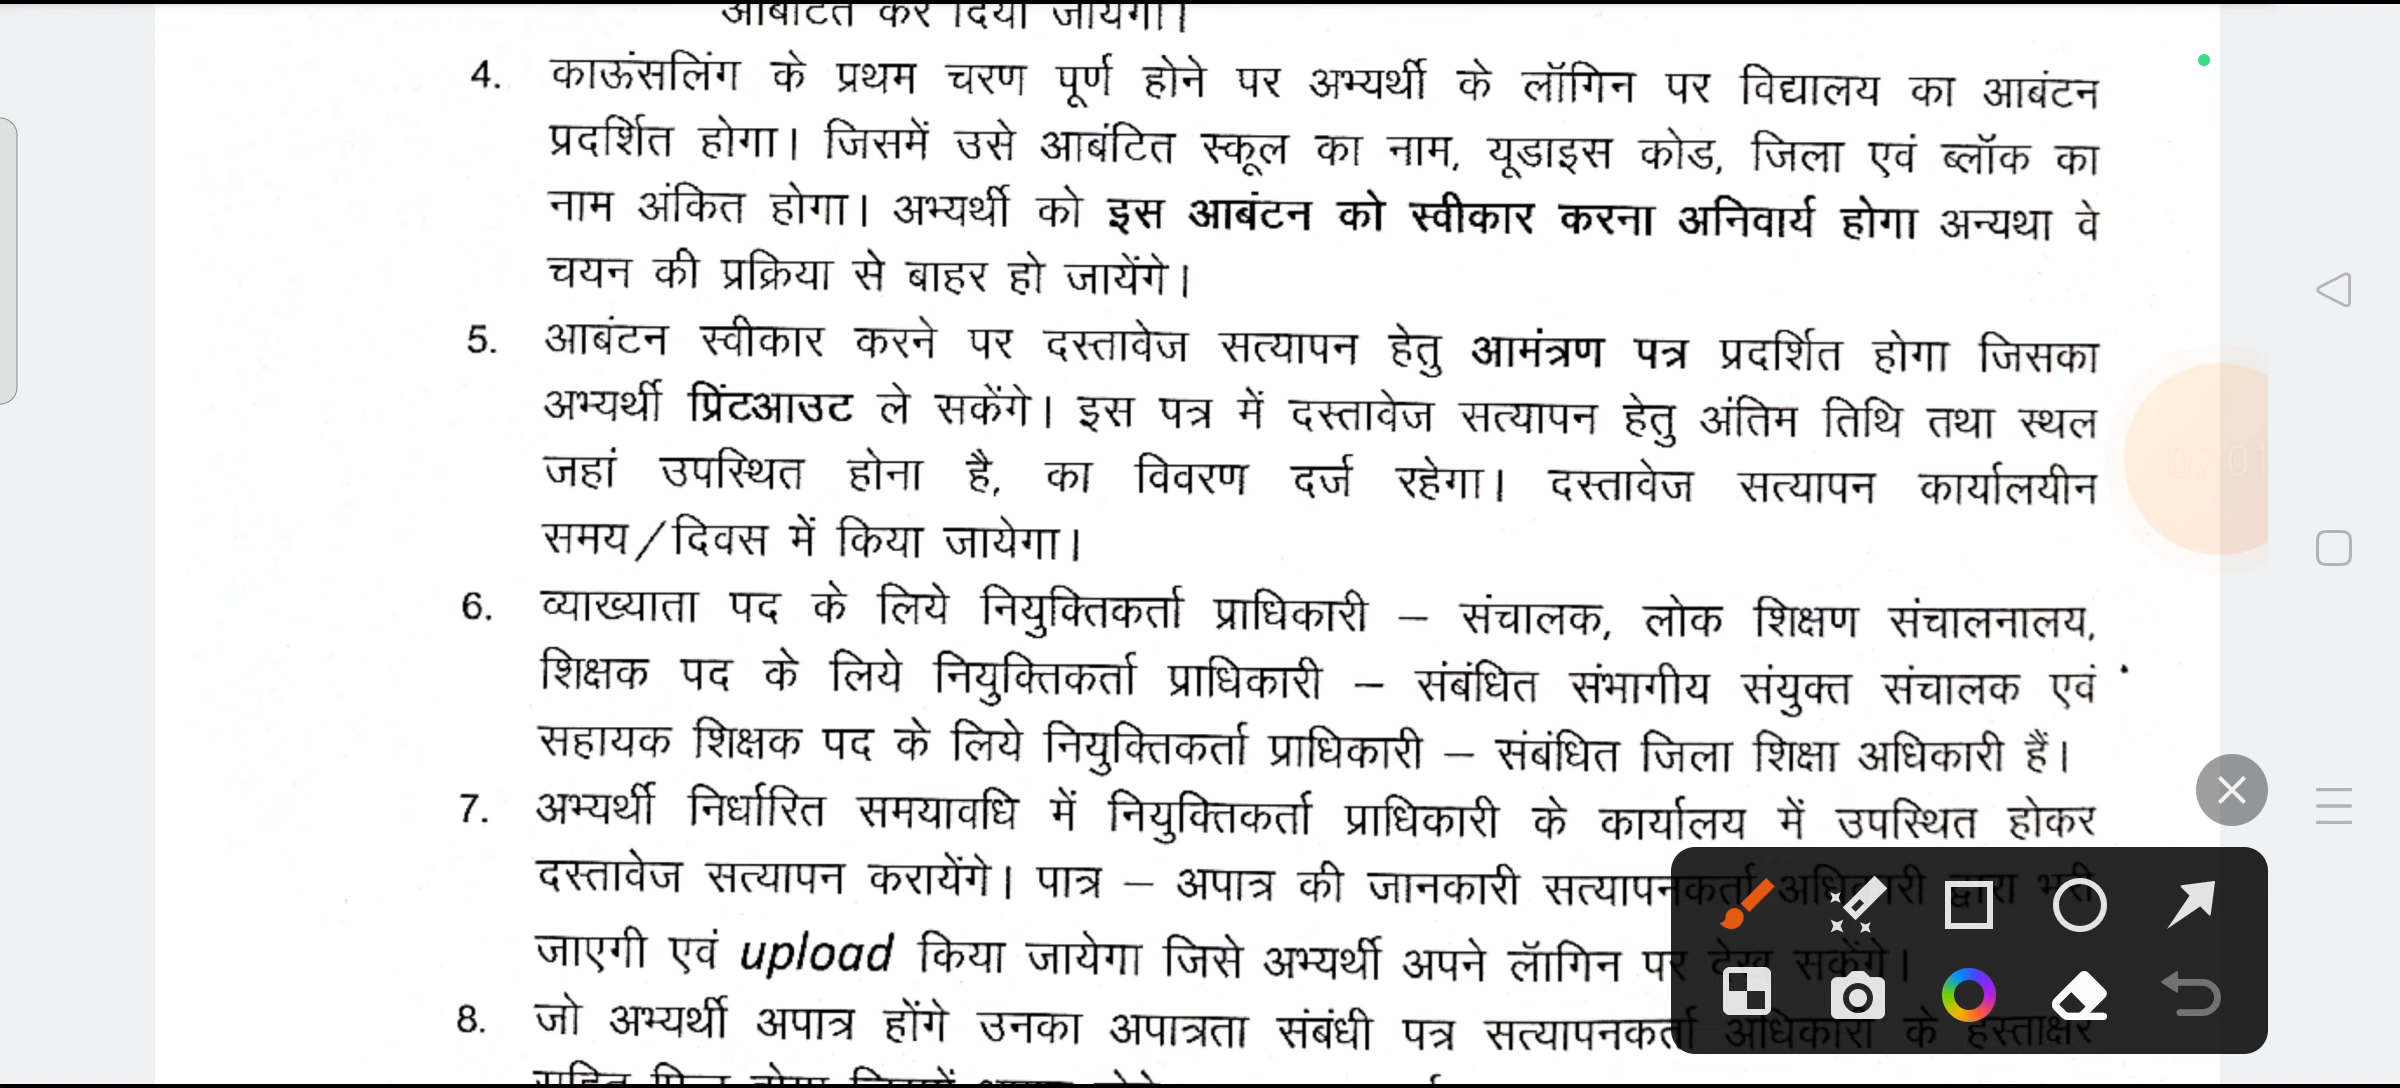 आबंटित कर दिया जायेगा।
4. काऊंसलिंग के प्रथम चरण पूर्ण होने पर अभ्यर्थी के लॉगिन पर विद्यालय का आबंटन
प्रदर्शित होगा। जिसमें उसे आबंटित स्कूल का नाम, यूडाइस कोड, जिला एवं ब्लॉक का
नाम अंकित होगा। अभ्यर्थी को इस आबंटन को स्वीकार करना अनिवार्य होगा अन्यथा वे
चयन की प्रक्रिया से बाहर हो जायेंगे।
5. आबंटन स्वीकार करने पर दस्तावेज सत्यापन हेतु आमंत्रण पत्र प्रदर्शित होगा जिसका
अभ्यर्थी प्रिंटआउट ले सकेंगे। इस पत्र में दस्तावेज सत्यापन हेतु अंतिम तिथि तथा स्थल
जहां उपस्थित होना है, का विवरण दर्ज रहेगा। दस्तावेज सत्यापन कार्यालयीन
समय/दिवस में किया जायेगा।
6. व्याख्याता पद के लिये नियुक्तिकर्ता प्राधिकारी – संचालक, लोक शिक्षण संचालनालय,
शिक्षक पद के लिये नियुक्तिकर्ता प्राधिकारी – संबंधित संभागीय संयुक्त संचालक एवं
सहायक शिक्षक पद के लिये नियुक्तिकर्ता प्राधिकारी – संबंधित जिला शिक्षा अधिकारी हैं।
7. अभ्यर्थी निर्धारित समयावधि में नियुक्तिकर्ता प्राधिकारी के कार्यालय में उपस्थित होकर
दस्तावेज सत्यापन करायेंगे। पात्र – अपात्र की जानकारी सत्यापनकर्ता अधिकारी द्वारा भरी
जाएगी एवं upload किया जायेगा जिसे अभ्यर्थी अपने लॉगिन पर देख सकेंगे।
8. जो अभ्यर्थी अपात्र होंगे उनका अपात्रता संबंधी पत्र सत्यापनकर्ता अधिकारी के हस्ताक्षर